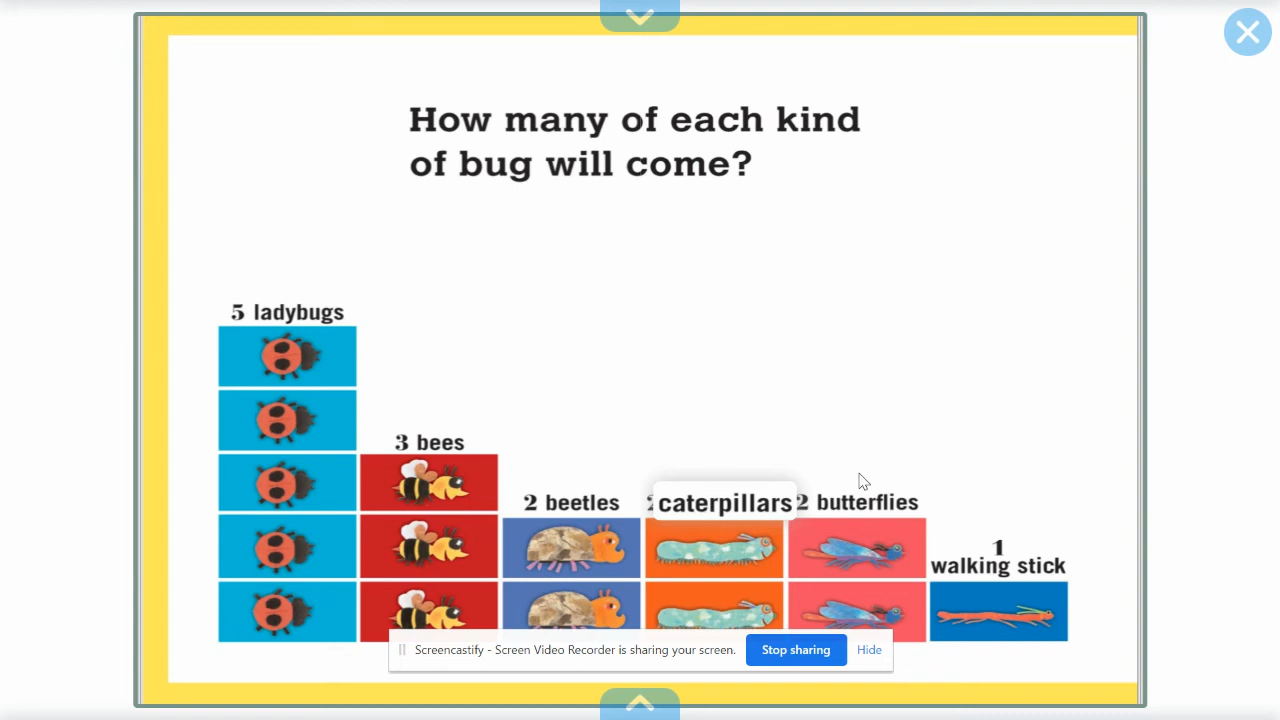 How many of each kind
of bug will come?
5 ladybugs
3 bees
2 beetles
2 caterpillars
2 butterflies
1
walking stick
Screencastify - Screen Video Recorder is sharing your screen.
Stop sharing
Hide